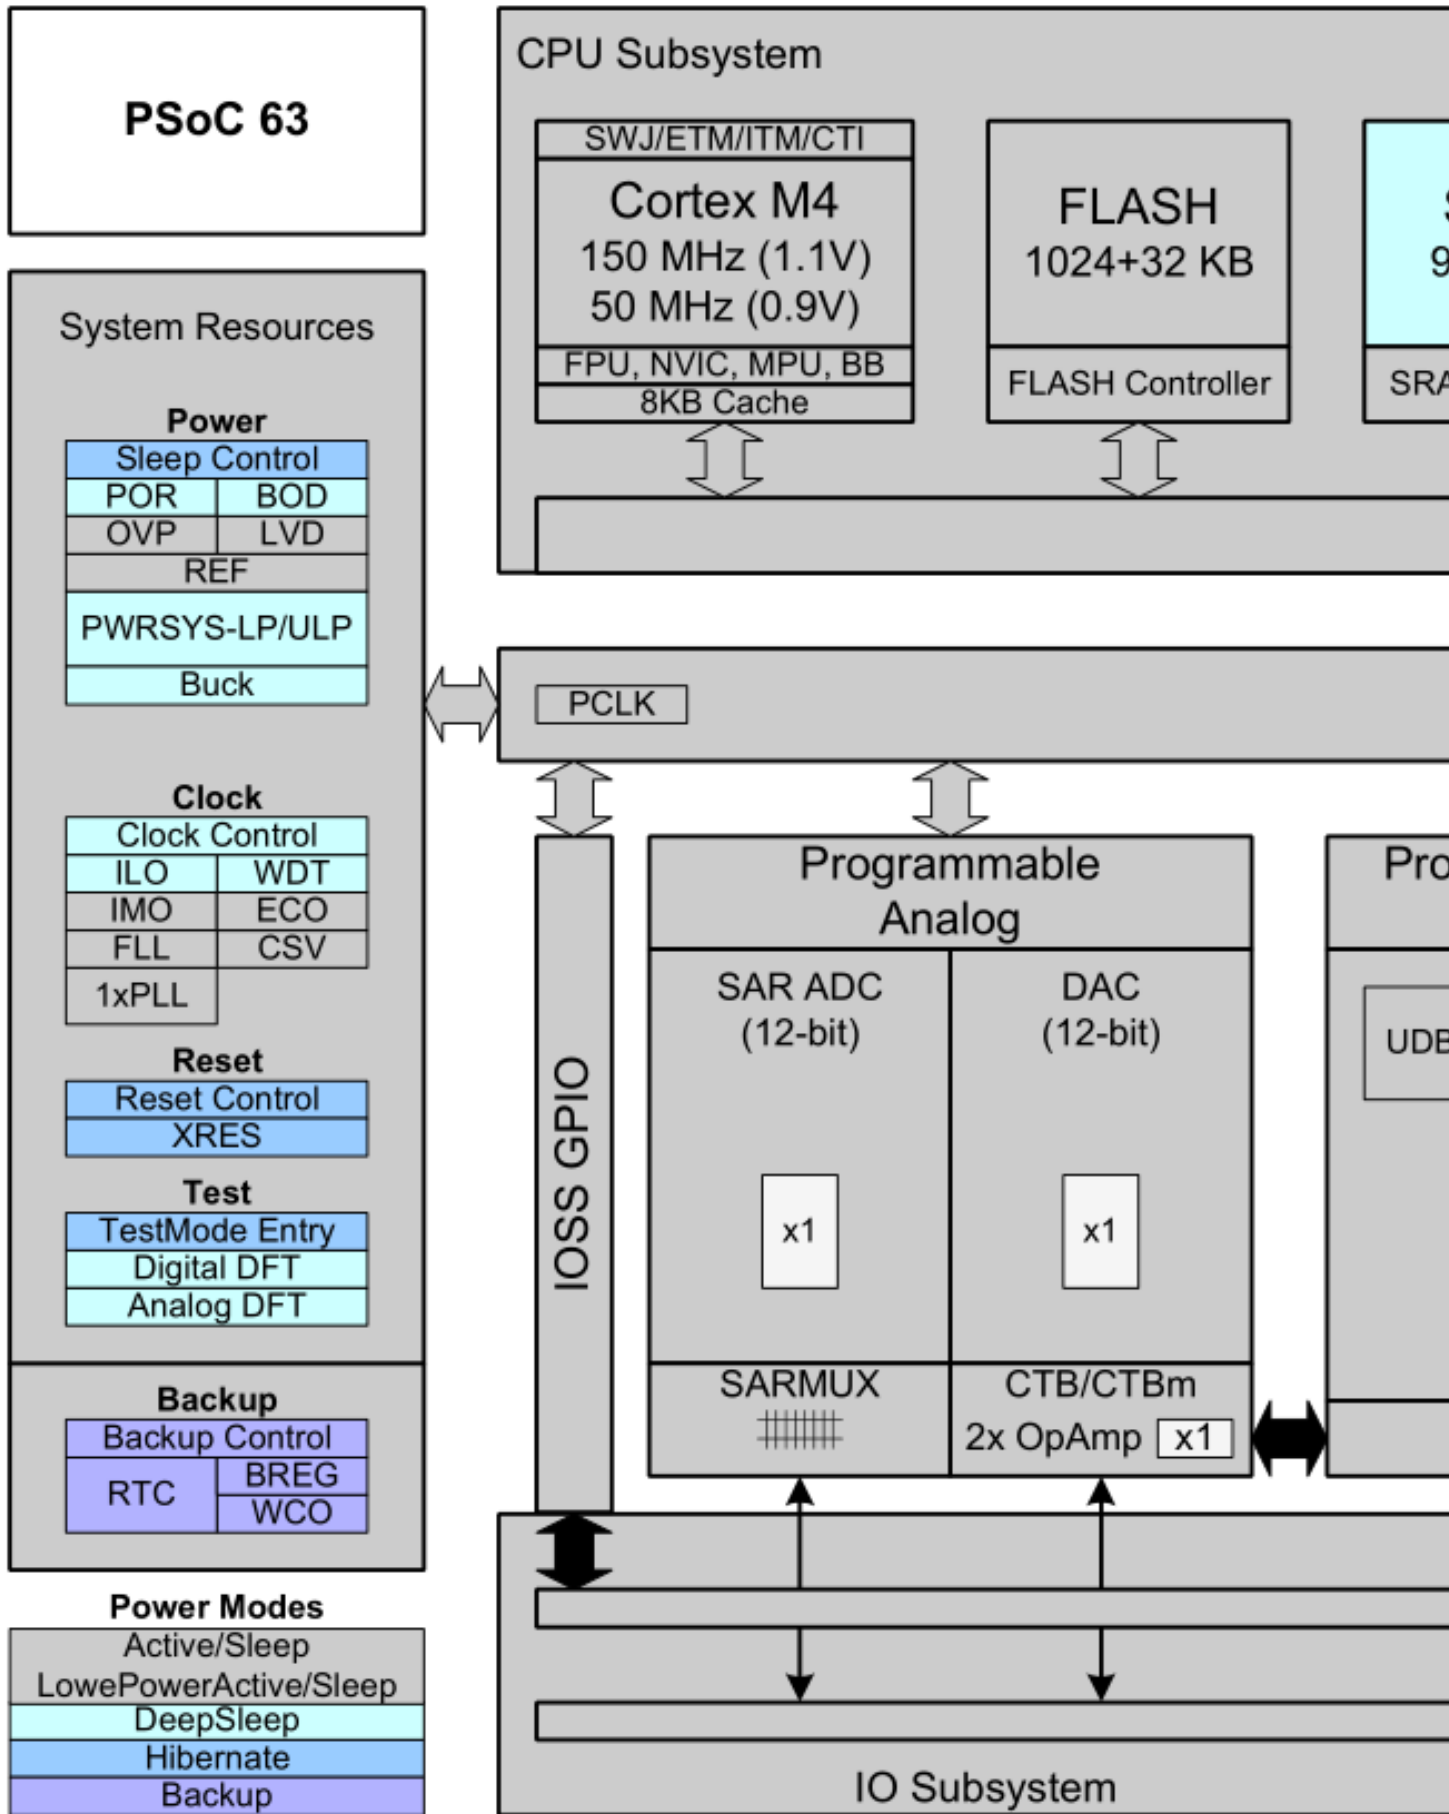 PSoC 63
System Resources
Power
Sleep Control
POR BOD
OVP LVD
REF
PWRSYS-LP/ULP
Buck
Clock
Clock Control
ILO WDT
IMO ECO
FLL CSV
1xPLL
Reset
Reset Control
XRES
Test
TestMode Entry
Digital DFT
Analog DFT
Backup
Backup Control
RTC BREG
WCO
Power Modes
Active/Sleep
LowePowerActive/Sleep
DeepSleep
Hibernate
Backup
CPU Subsystem
SWJ/ETM/ITM/CTI
Cortex M4
150 MHz (1.1V)
50 MHz (0.9V)
FPU, NVIC, MPU, BB
8KB Cache
FLASH
1024+32 KB
FLASH Controller
PCLK
IOSS GPIO
Programmable
Analog
SAR ADC
(12-bit)
x1
SARMUX
DAC
(12-bit)
x1
CTB/CTBm
2x OpAmp x1
UDB
IO Subsystem